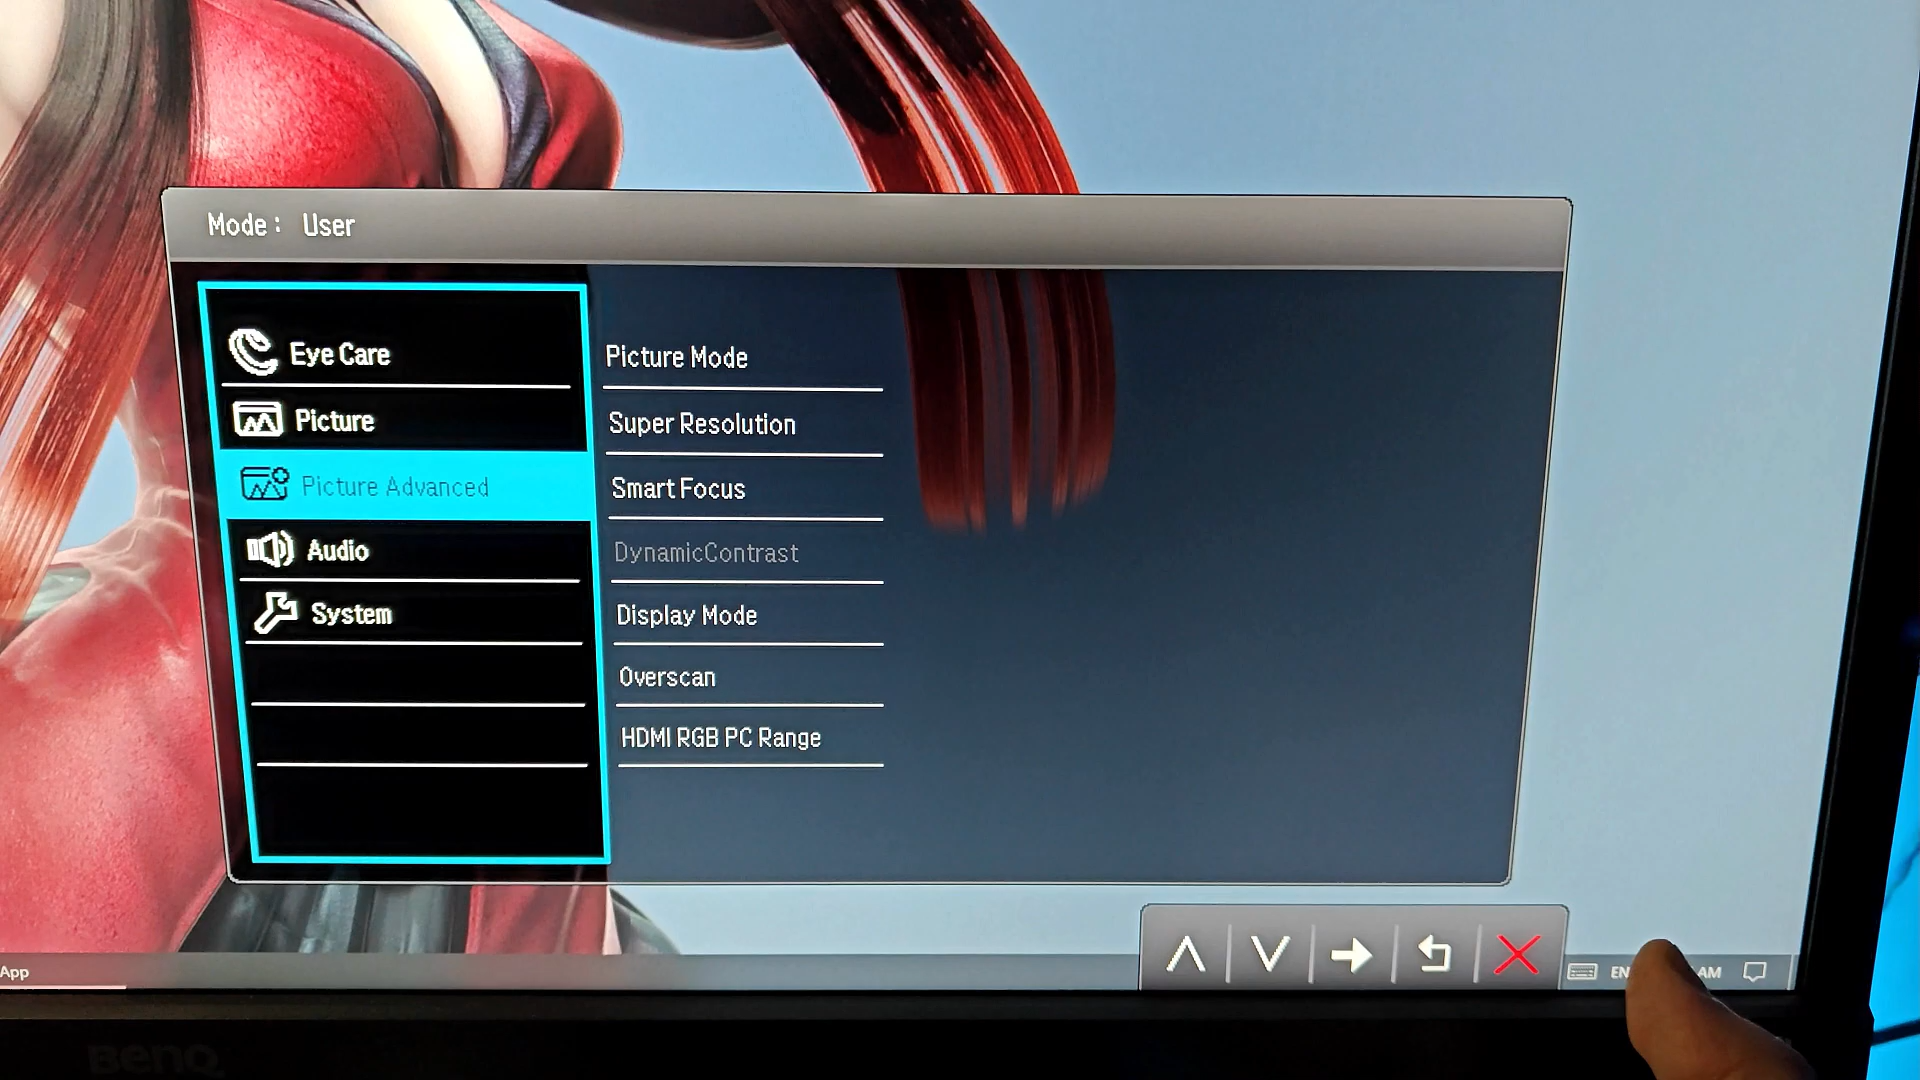 Mode: User
Eye Care
Picture
Picture Advanced
Audio
System
Picture Mode
Super Resolution
Smart Focus
DynamicContrast
Display Mode
Overscan
HDMI RGB PC Range
App
EN
AM
BenQ